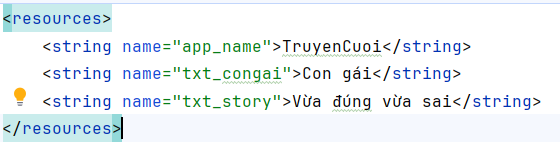 <resources>
<string name="app_name">TruyenCuoi</string>
<string name="txt_congai">Con gái</string>
<string name="txt_story">Vừa đúng vừa sai</string>
</resources>